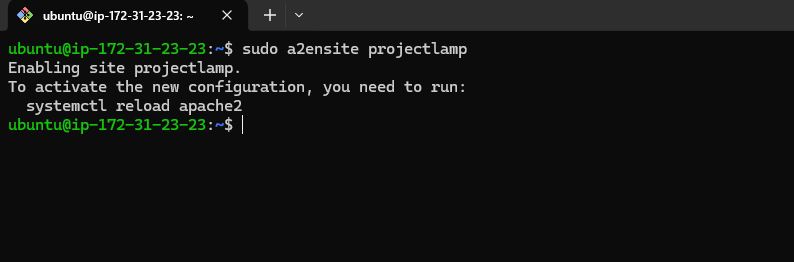 ubuntu@ip-172-31-23-23: ~
ubuntu@ip-172-31-23-23:~$ sudo a2ensite projectlamp
Enabling site projectlamp.
To activate the new configuration, you need to run:
  systemctl reload apache2
ubuntu@ip-172-31-23-23:~$